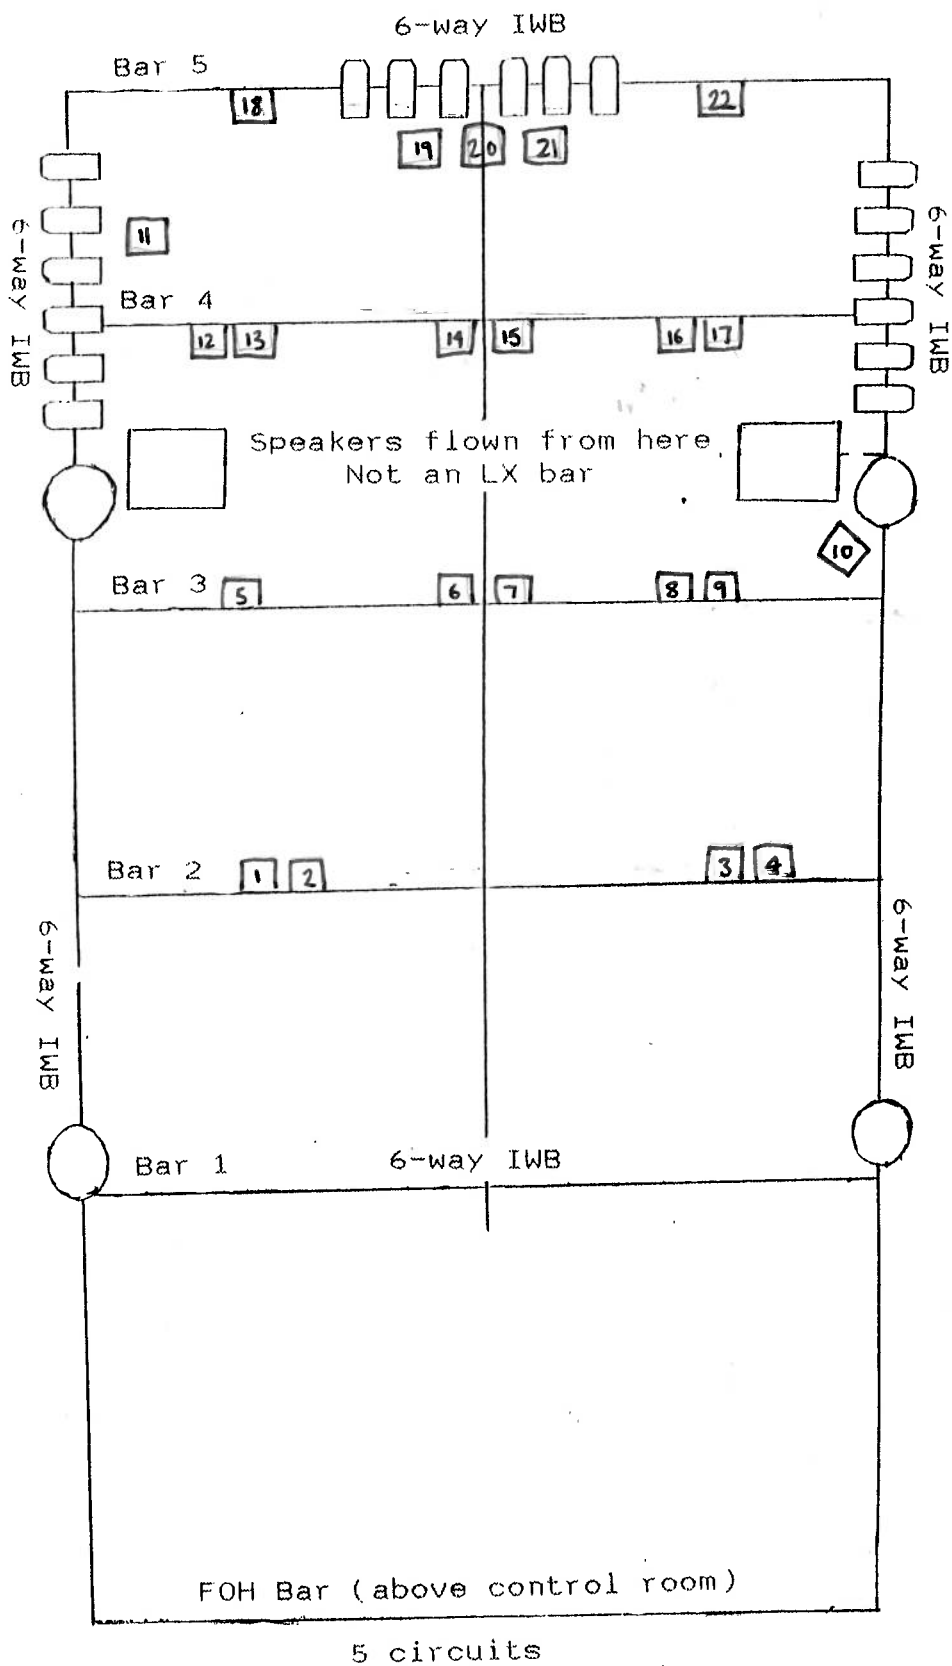 6-way IWB
Bar 5
18
22
19
20
21
6-way IWB
11
6-way IWB
Bar 4
12
13
14
15
16
17
Speakers flown from here
Not an LX bar
10
Bar 3
5
6
7
8
9
Bar 2
1
2
3
4
6-way IWB
6-way IWB
Bar 1
6-way IWB
FOH Bar (above control room)
5 circuits